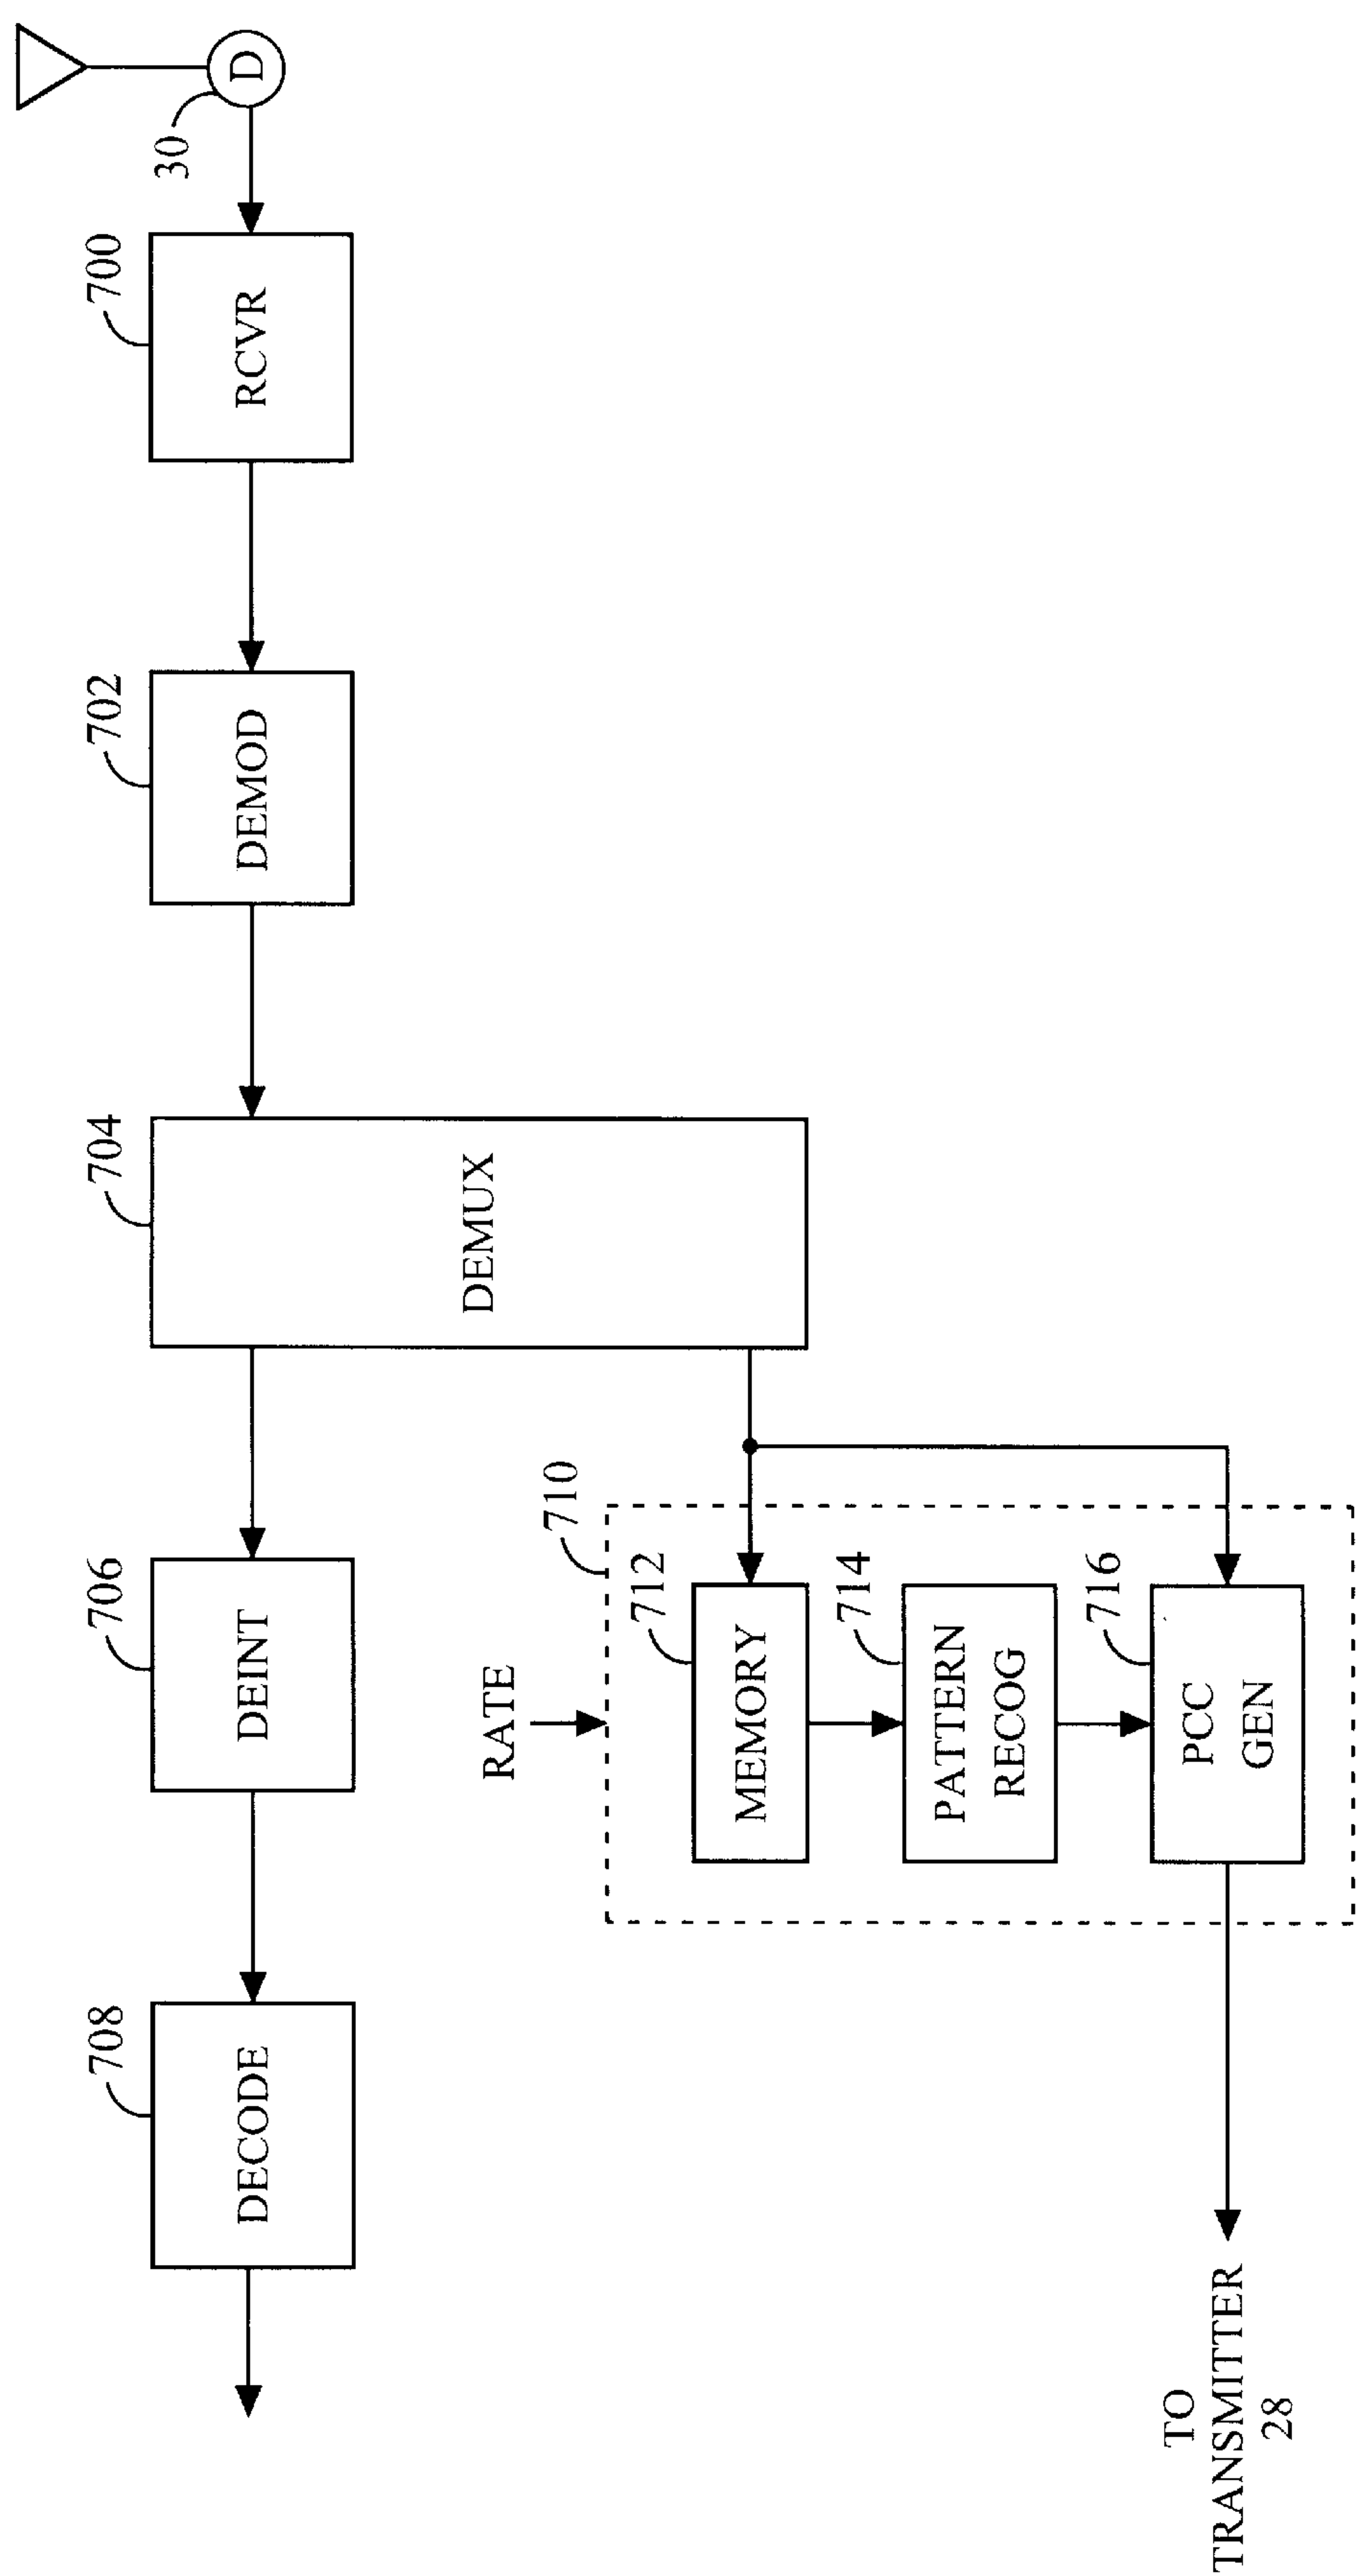 D
30
700
RCVR
702
DEMOD
704
DEMUX
706
DEINT
708
DECODE
710
RATE
712
MEMORY
714
PATTERN
RECOG
716
PCC
GEN
TO
TRANSMITTER
28